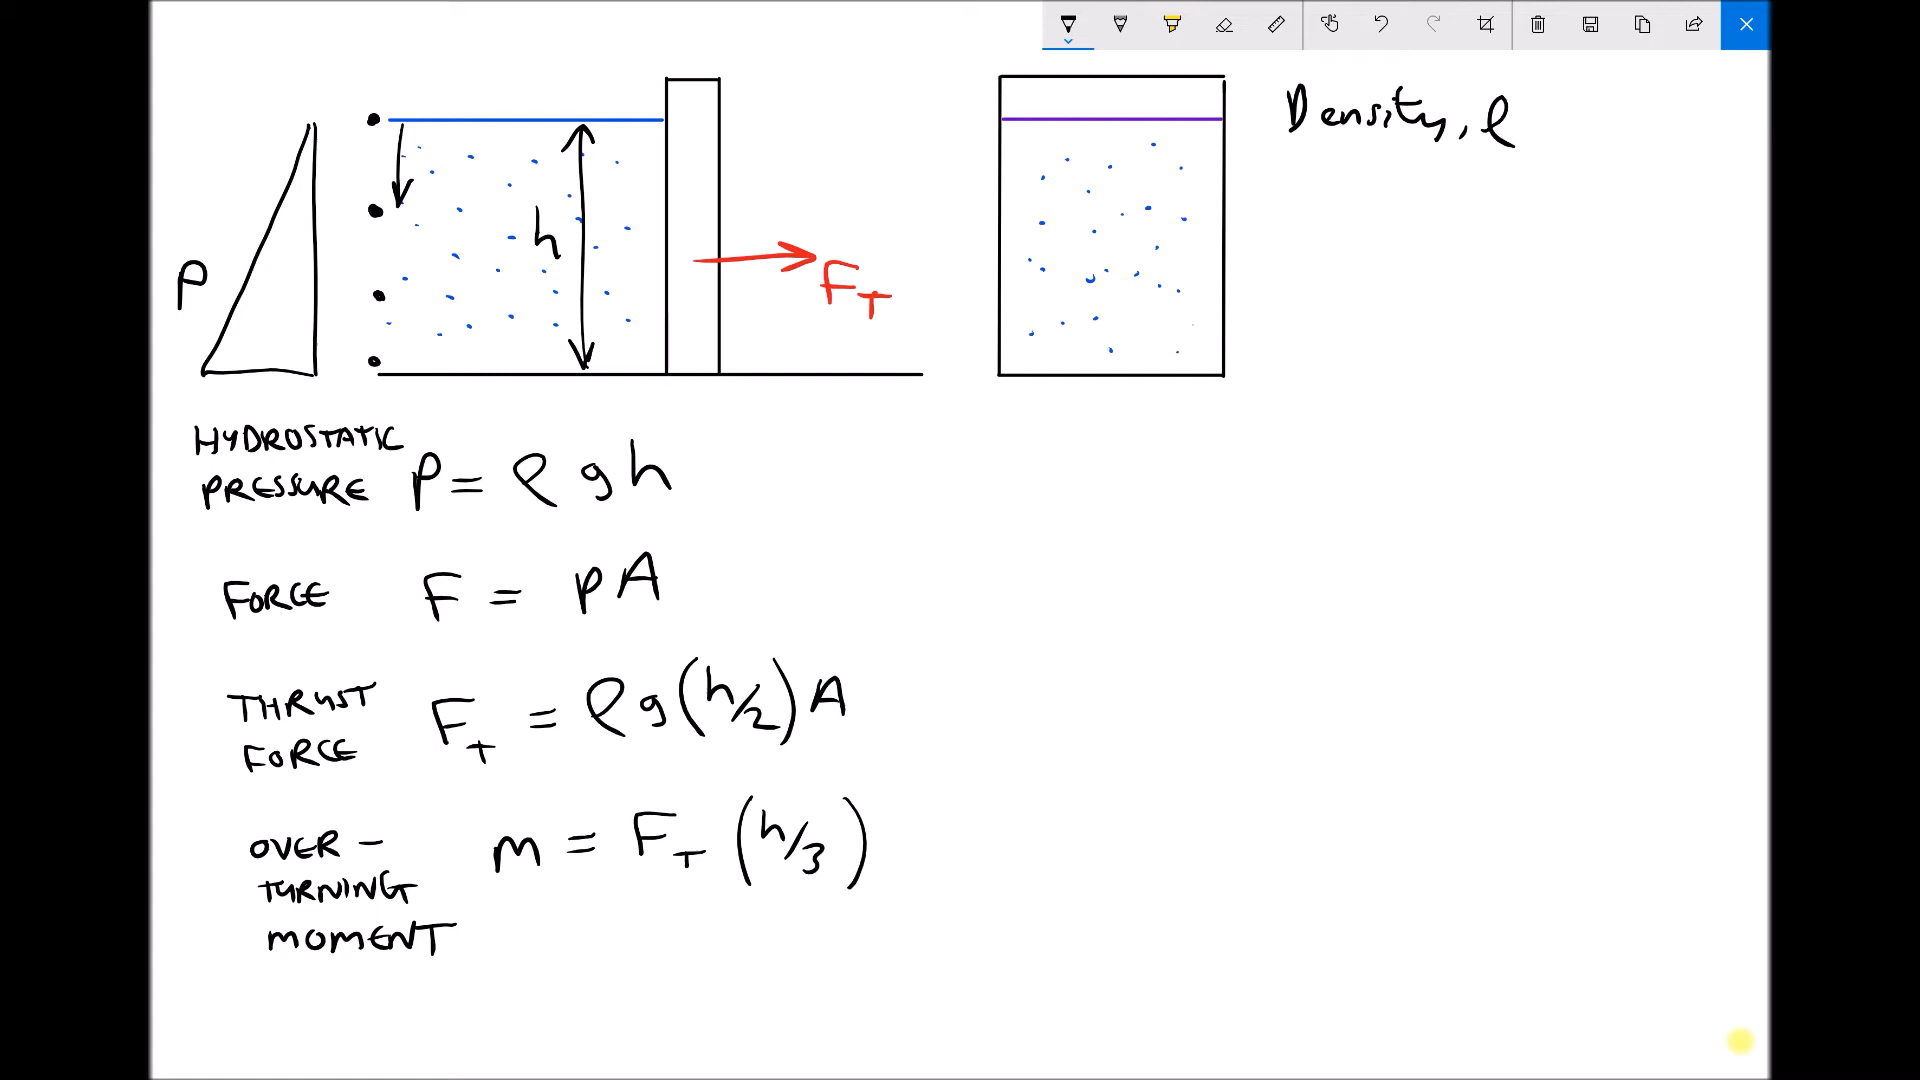 Density, ρ
h
P
F_T
HYDROSTATIC
PRESSURE P = ρgh
FORCE F = PA
THRUST
FORCE F_T = ρg(h/2)A
OVER-
TURNING
MOMENT m = F_T (h/3)